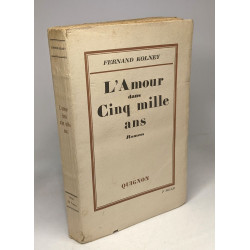 FERNAND KOLNEY
L'Amour
dans
Cinq mille
ans
Roman
QUIGNON